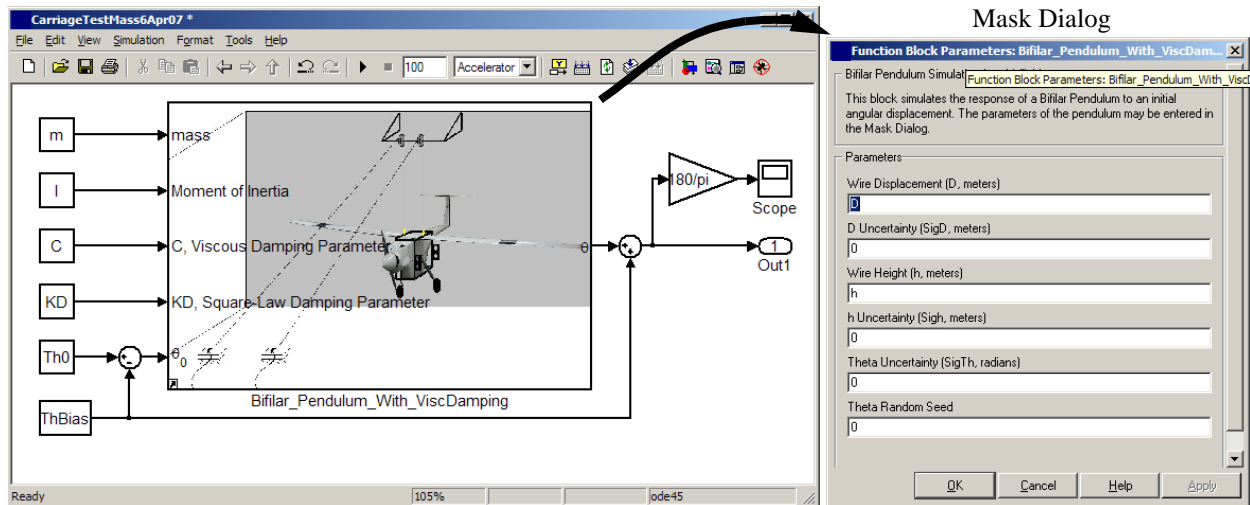 Mask Dialog
CarriageTestMass6Apr07 *
File Edit View Simulation Format Tools Help
100 Accelerator
m
I
C
KD
Th0
ThBias
mass
Moment of Inertia
C, Viscous Damping Parameter
KD, Square-Law Damping Parameter
θ0
θ
Bifilar_Pendulum_With_ViscDamping
180/pi
Scope
1
Out1
Ready 105% ode45
Function Block Parameters: Bifilar_Pendulum_With_ViscDam...
Bifilar Pendulum Simulat
Function Block Parameters: Bifilar_Pendulum_With_Visc
This block simulates the response of a Bifilar Pendulum to an initial
angular displacement. The parameters of the pendulum may be entered in
the Mask Dialog.
Parameters
Wire Displacement (D, meters)
D
D Uncertainty (SigD, meters)
0
Wire Height (h, meters)
h
h Uncertainty (Sigh, meters)
0
Theta Uncertainty (SigTh, radians)
0
Theta Random Seed
0
OK Cancel Help Apply